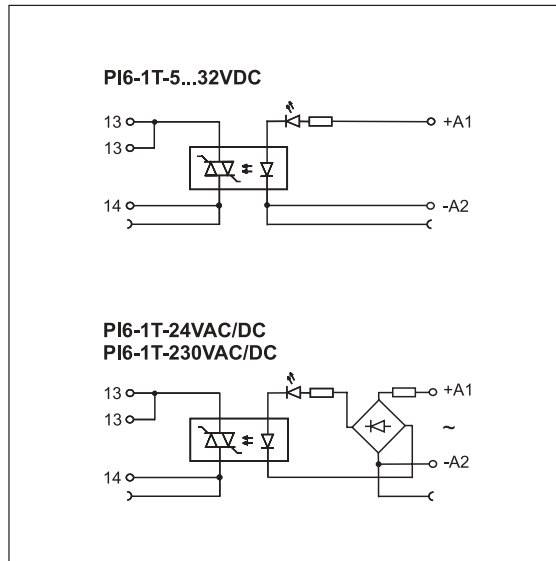 PI6-1T-5...32VDC
13
+A1
13
14
-A2
PI6-1T-24VAC/DC
PI6-1T-230VAC/DC
13
+A1
13
~
14
-A2